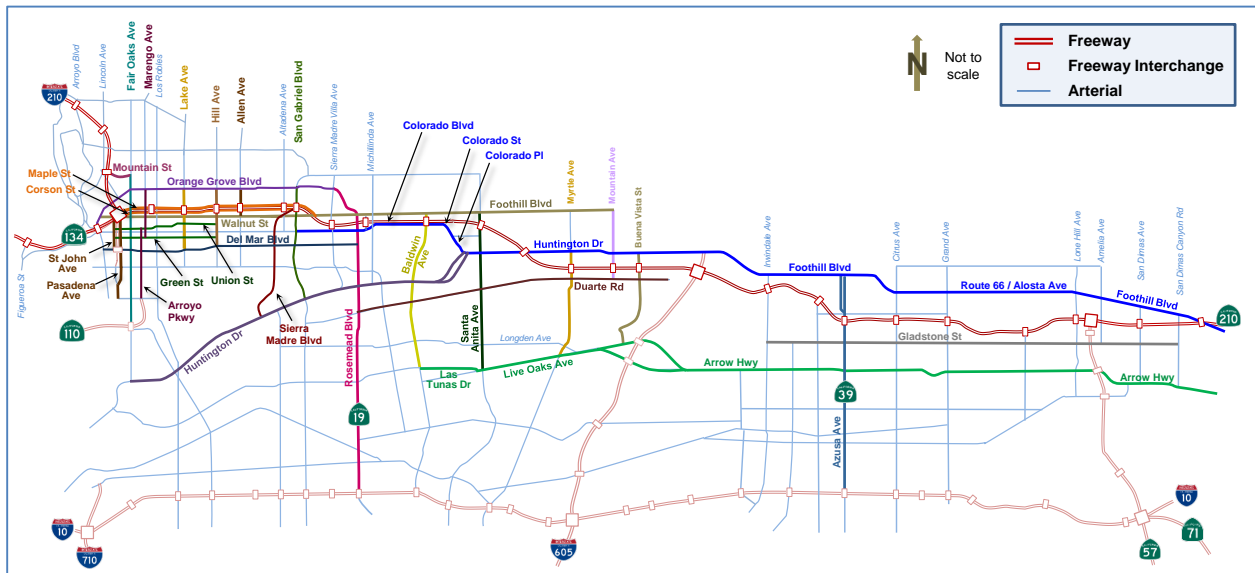 Arroyo Blvd
Lincoln Ave
Fair Oaks Ave
Marengo Ave
Los Robles
Lake Ave
Hill Ave
Allen Ave
Altadena Ave
San Gabriel Blvd
Sierra Madre Villa Ave
Michillinda Ave
N
Not to
scale
Freeway
Freeway Interchange
Arterial
210
Colorado Blvd
Colorado St
Colorado Pl
Myrtle Ave
Mountain Ave
Buena Vista St
Mountain St
Maple St
Corson St
Orange Grove Blvd
Foothill Blvd
Walnut St
134
Del Mar Blvd
Baldwin
Ave
Huntington Dr
Irwindale Ave
Citrus Ave
Grand Ave
Lone Hill Ave
Amelia Ave
San Dimas Ave
San Dimas Canyon Rd
St John
Ave
Green St
Union St
Foothill Blvd
Pasadena
Ave
Duarte Rd
Route 66 / Alosta Ave
Foothill Blvd
Figueroa St
Arroyo
Pkwy
210
110
Sierra
Madre Blvd
Huntington Dr
Rosemead Blvd
Santa
Anita Ave
Longden Ave
Gladstone St
Las
Tunas Dr
Live Oaks Ave
Arrow Hwy
Arrow Hwy
39
19
Azusa Ave
10
710
605
10
71
57